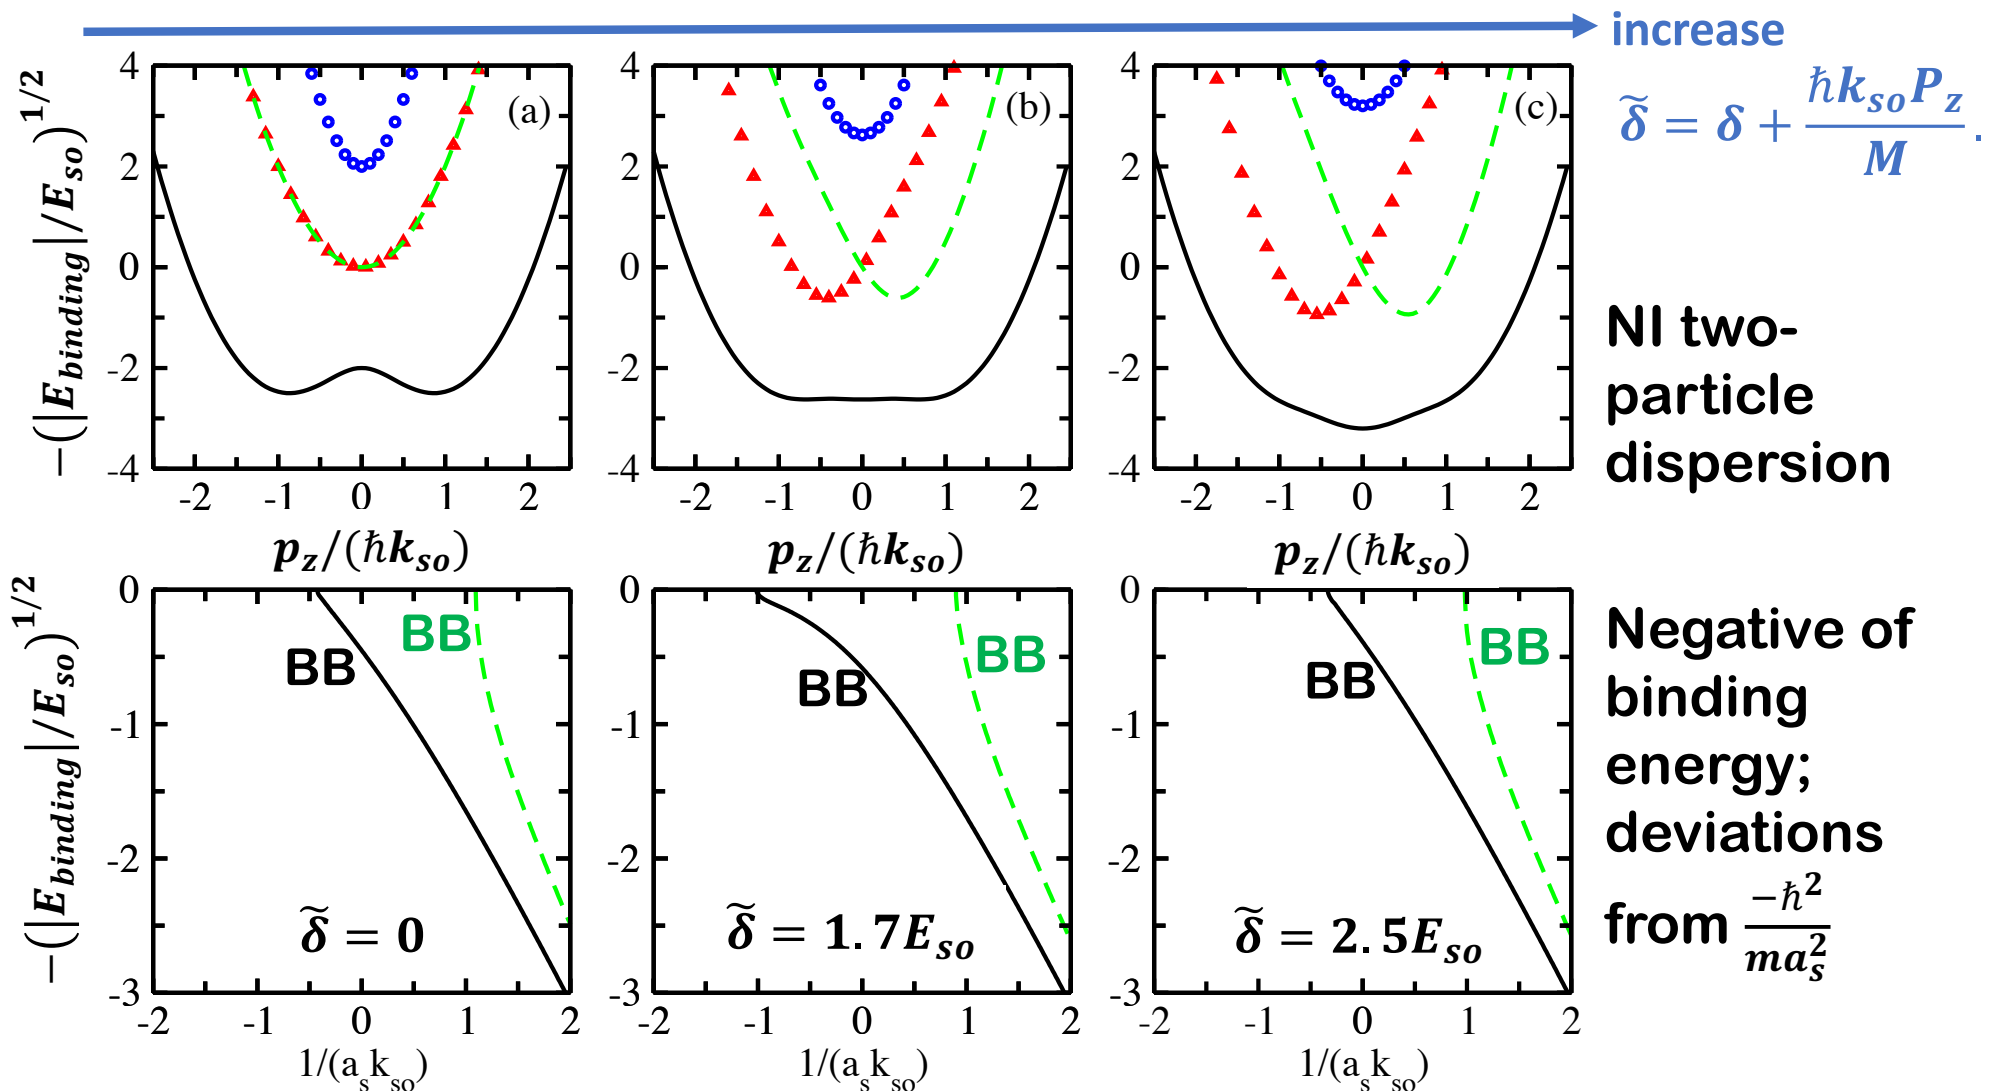 increase
δ̃ = δ + ħk_so P_z / M .
−(|E_binding|/E_so)^1/2
4
2
0
-2
-4
(a)
-2 -1 0 1 2
p_z/(ħk_so)
4
2
0
-2
-4
(b)
-2 -1 0 1 2
p_z/(ħk_so)
4
2
0
-2
-4
(c)
-2 -1 0 1 2
p_z/(ħk_so)
NI two-
particle
dispersion
−(|E_binding|/E_so)^1/2
0
-1
-2
-3
BB
BB
δ̃ = 0
-2 -1 0 1 2
1/(a_s k_so)
0
-1
-2
-3
BB
BB
δ̃ = 1.7E_so
-2 -1 0 1 2
1/(a_s k_so)
0
-1
-2
-3
BB
BB
δ̃ = 2.5E_so
-2 -1 0 1 2
1/(a_s k_so)
Negative of
binding
energy;
deviations
from −ħ² / ma_s²